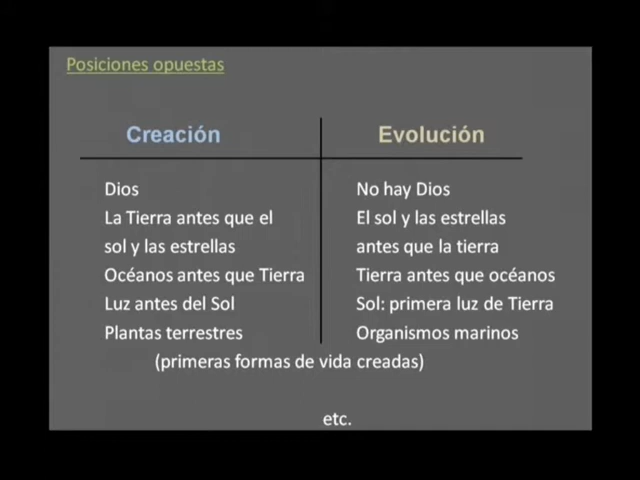 Posiciones opuestas
Creación
Evolución
Dios
La Tierra antes que el
sol y las estrellas
Océanos antes que Tierra
Luz antes del Sol
Plantas terrestres
No hay Dios
El sol y las estrellas
antes que la tierra
Tierra antes que océanos
Sol: primera luz de Tierra
Organismos marinos
(primeras formas de vida creadas)
etc.